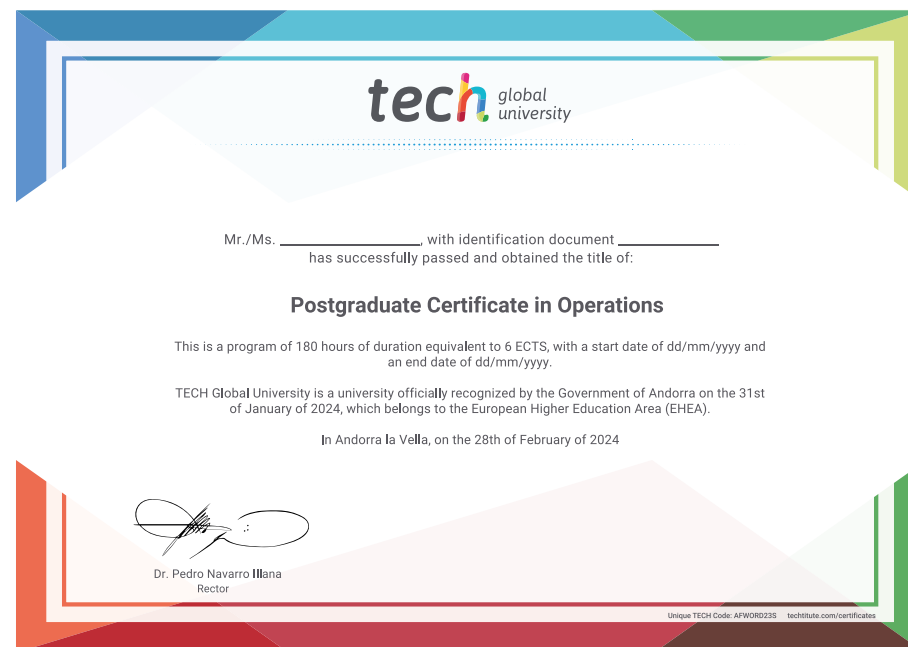 tech global university
Mr./Ms. ____________________, with identification document ______________
has successfully passed and obtained the title of:
Postgraduate Certificate in Operations
This is a program of 180 hours of duration equivalent to 6 ECTS, with a start date of dd/mm/yyyy and
an end date of dd/mm/yyyy.
TECH Global University is a university officially recognized by the Government of Andorra on the 31st
of January of 2024, which belongs to the European Higher Education Area (EHEA).
In Andorra la Vella, on the 28th of February of 2024
Dr. Pedro Navarro Illana
Rector
Unique TECH Code: AFWORD23S techtitute.com/certificates